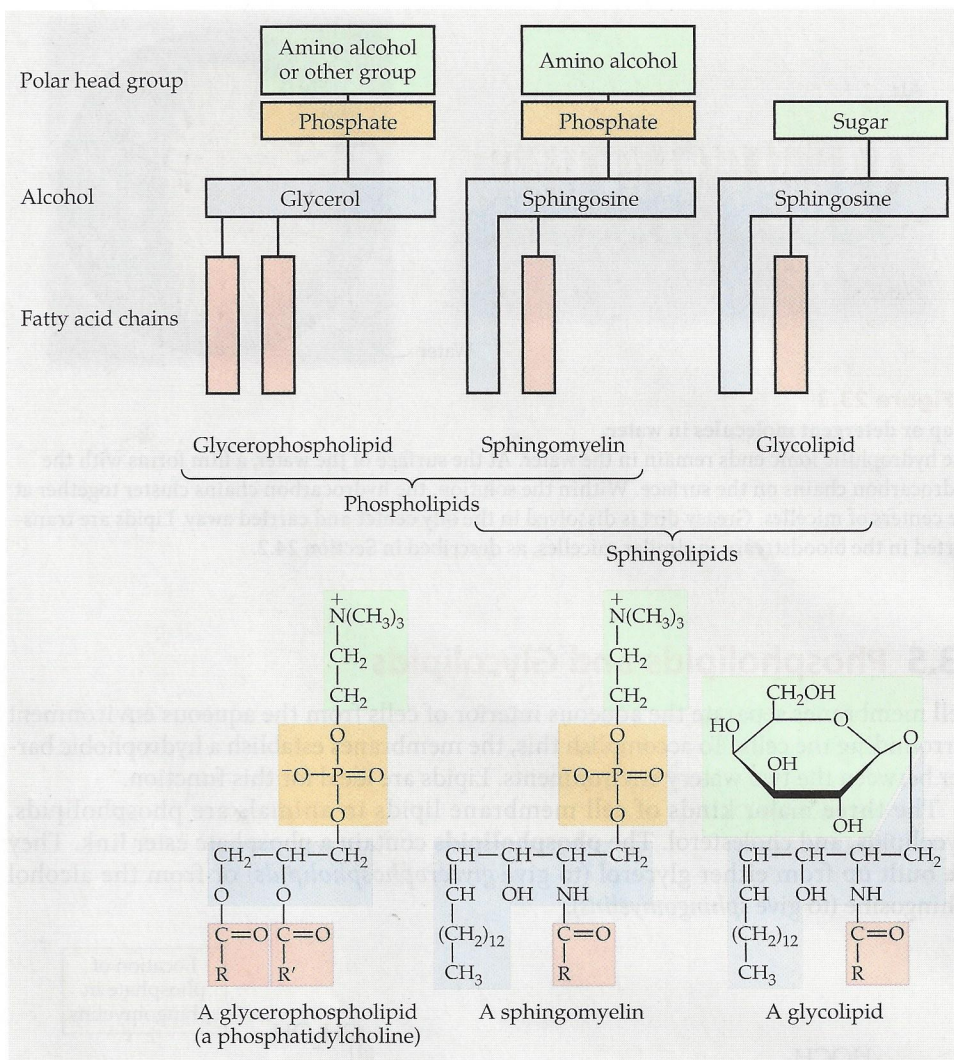 Polar head group
Amino alcohol
or other group
Amino alcohol
Phosphate
Phosphate
Sugar
Alcohol
Glycerol
Sphingosine
Sphingosine
Fatty acid chains
Glycerophospholipid
Sphingomyelin
Glycolipid
Phospholipids
Sphingolipids
+
N(CH₃)₃
CH₂
CH₂
O
⁻O—P=O
O
CH₂—CH—CH₂
O O
C=O C=O
R R′
+
N(CH₃)₃
CH₂
CH₂
O
⁻O—P=O
O
CH—CH—CH—CH₂
CH OH NH
(CH₂)₁₂ C=O
CH₃ R
CH₂OH
HO O O
OH
OH
CH—CH—CH—CH₂
CH OH NH
(CH₂)₁₂ C=O
CH₃ R
A glycerophospholipid
(a phosphatidylcholine)
A sphingomyelin
A glycolipid